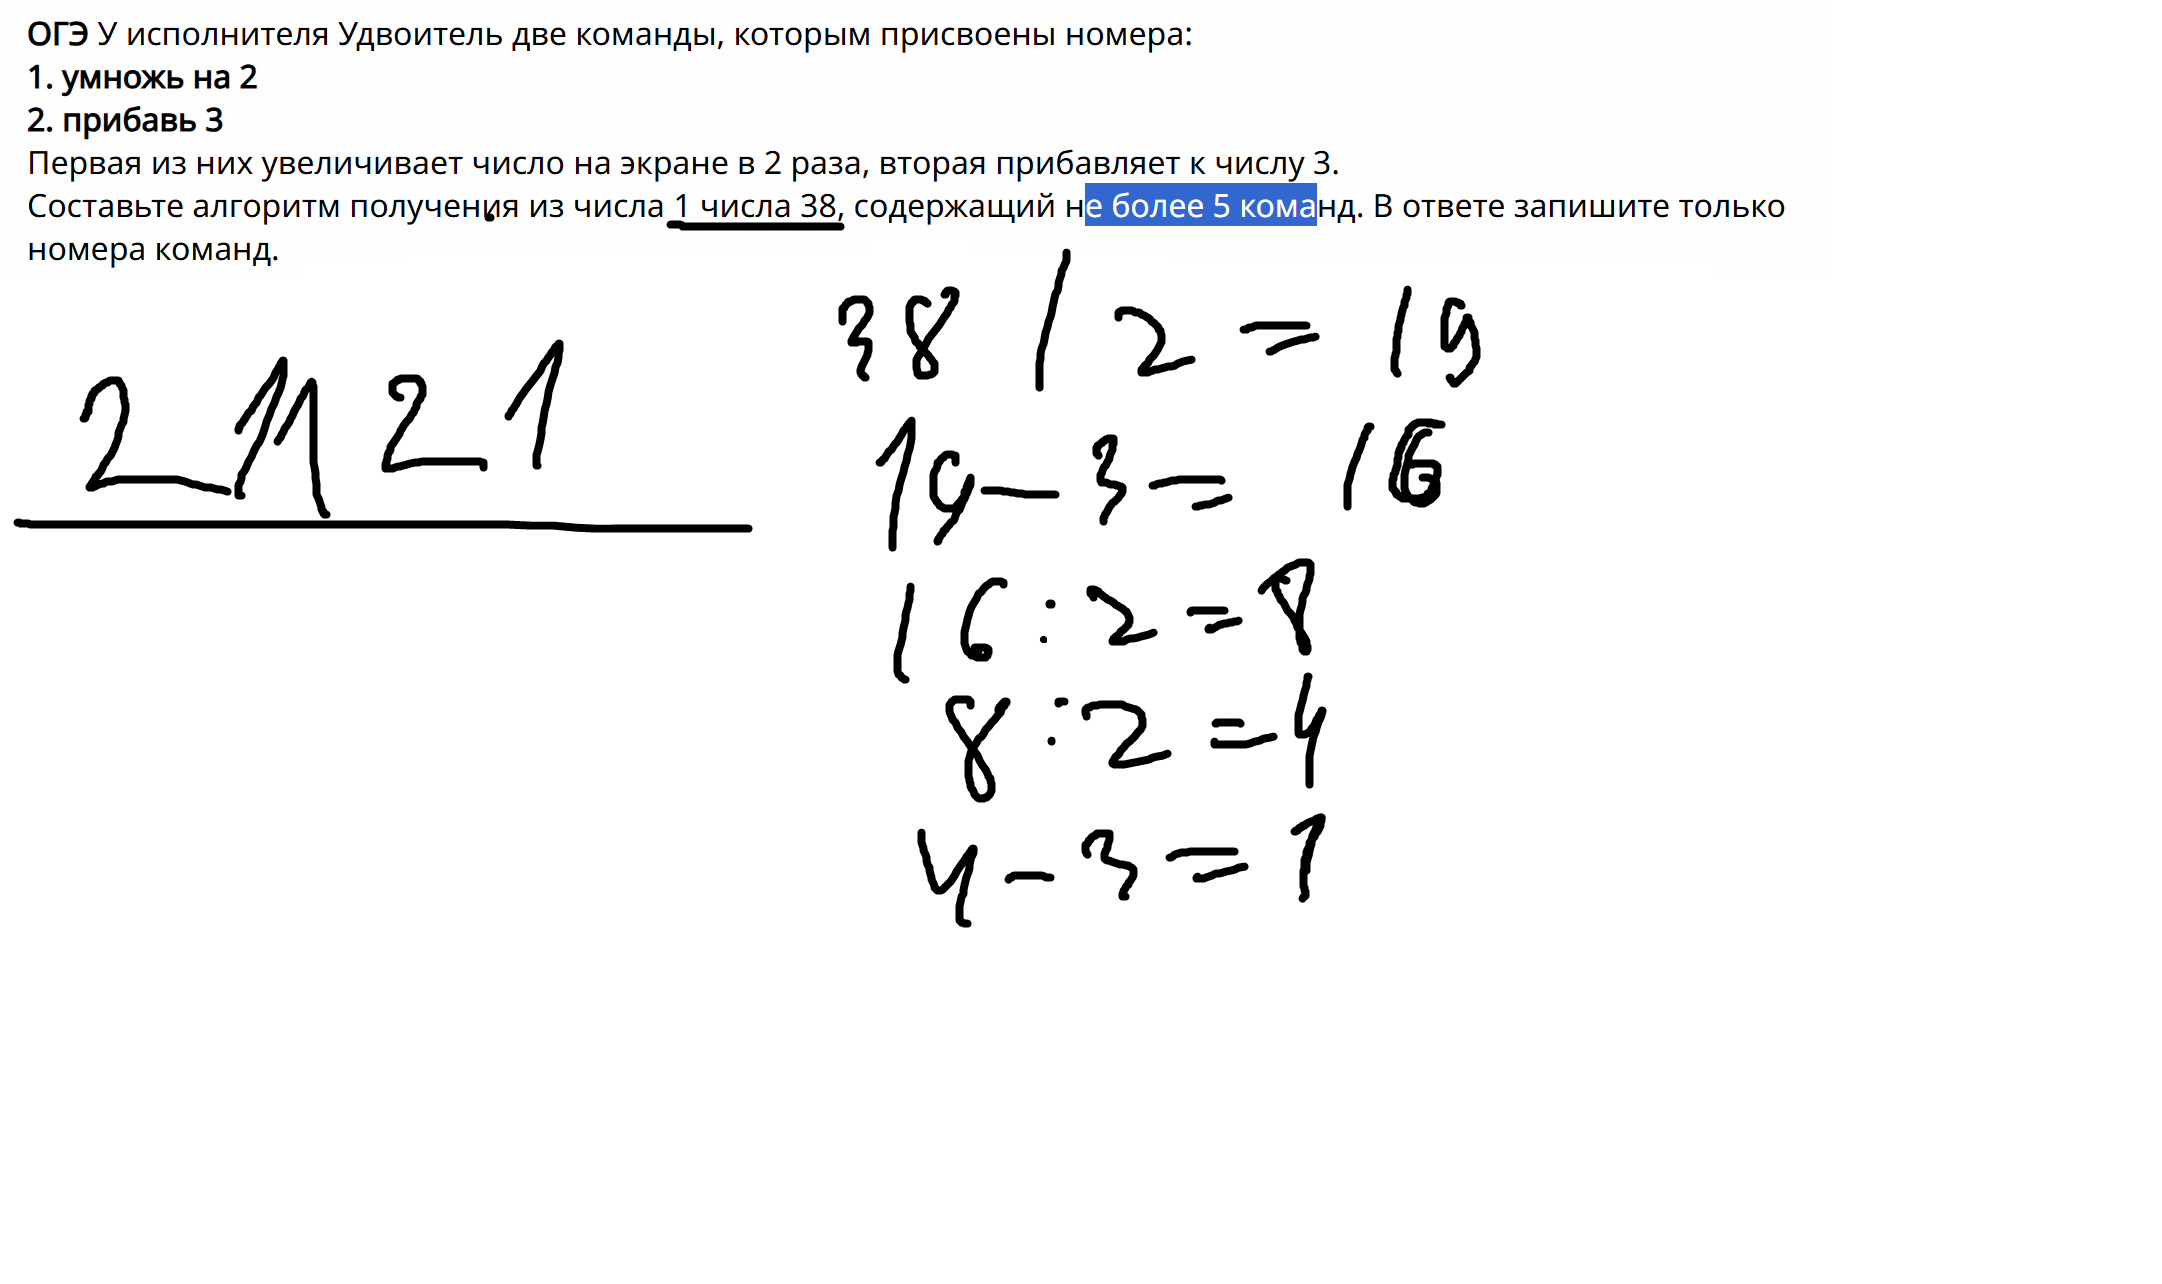 ОГЭ У исполнителя Удвоитель две команды, которым присвоены номера:
1. умножь на 2
2. прибавь 3
Первая из них увеличивает число на экране в 2 раза, вторая прибавляет к числу 3.
Составьте алгоритм получения из числа 1 числа 38, содержащий не более 5 команд. В ответе запишите только
номера команд.
21121
38 / 2 = 19
19 - 3 = 16
16 : 2 = 8
8 : 2 = 4
4 - 3 = 1